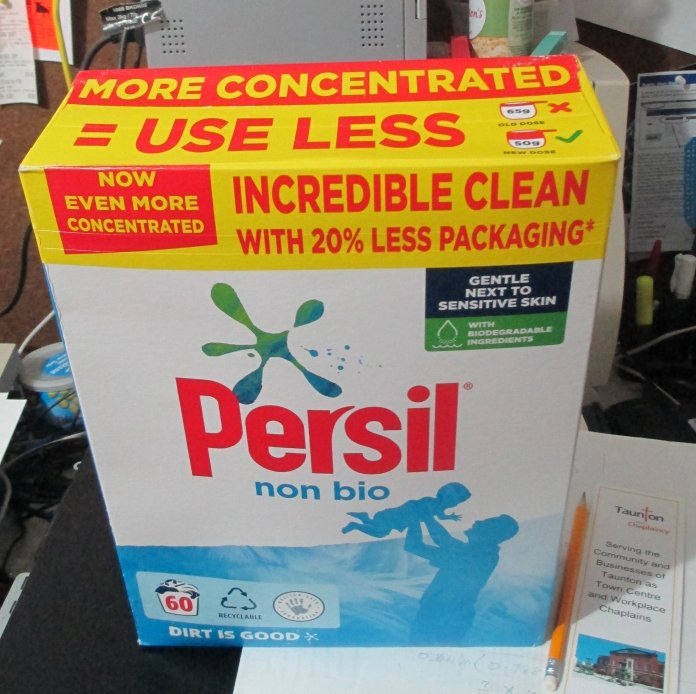 MORE CONCENTRATED
= USE LESS
65g
OLD DOSE
50g
NEW DOSE
NOW
EVEN MORE
CONCENTRATED
INCREDIBLE CLEAN
WITH 20% LESS PACKAGING*
GENTLE
NEXT TO
SENSITIVE SKIN
WITH
BIODEGRADABLE
INGREDIENTS
Persil®
non bio
60
RECYCLABLE
DIRT IS GOOD
Taunton
Chaplaincy
Serving the
Community and
Businesses of
Taunton as
Town Centre
and Workplace
Chaplains